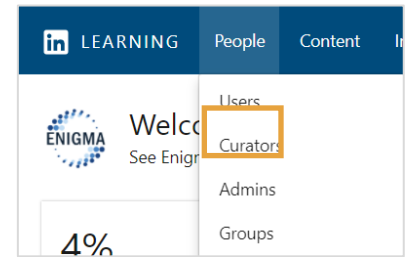 in LEARNING People Content
Users
ENIGMA
Welc
See Enigr
Curators
Admins
Groups
4%